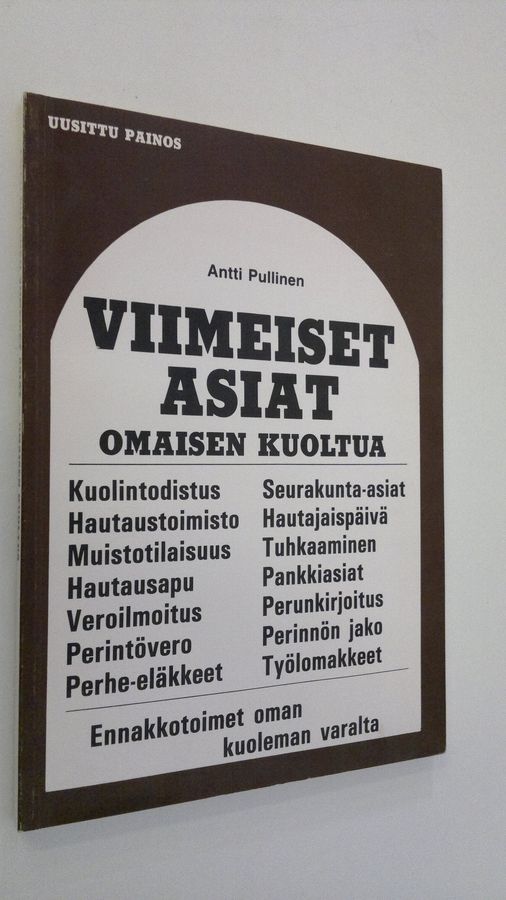 UUSITTU PAINOS
Antti Pullinen
VIIMEISET
ASIAT
OMAISEN KUOLTUA
Kuolintodistus
Hautaustoimisto
Muistotilaisuus
Hautausapu
Veroilmoitus
Perintövero
Perhe-eläkkeet
Seurakunta-asiat
Hautajaispäivä
Tuhkaaminen
Pankkiasiat
Perunkirjoitus
Perinnön jako
Työlomakkeet
Ennakkotoimet oman
kuoleman varalta